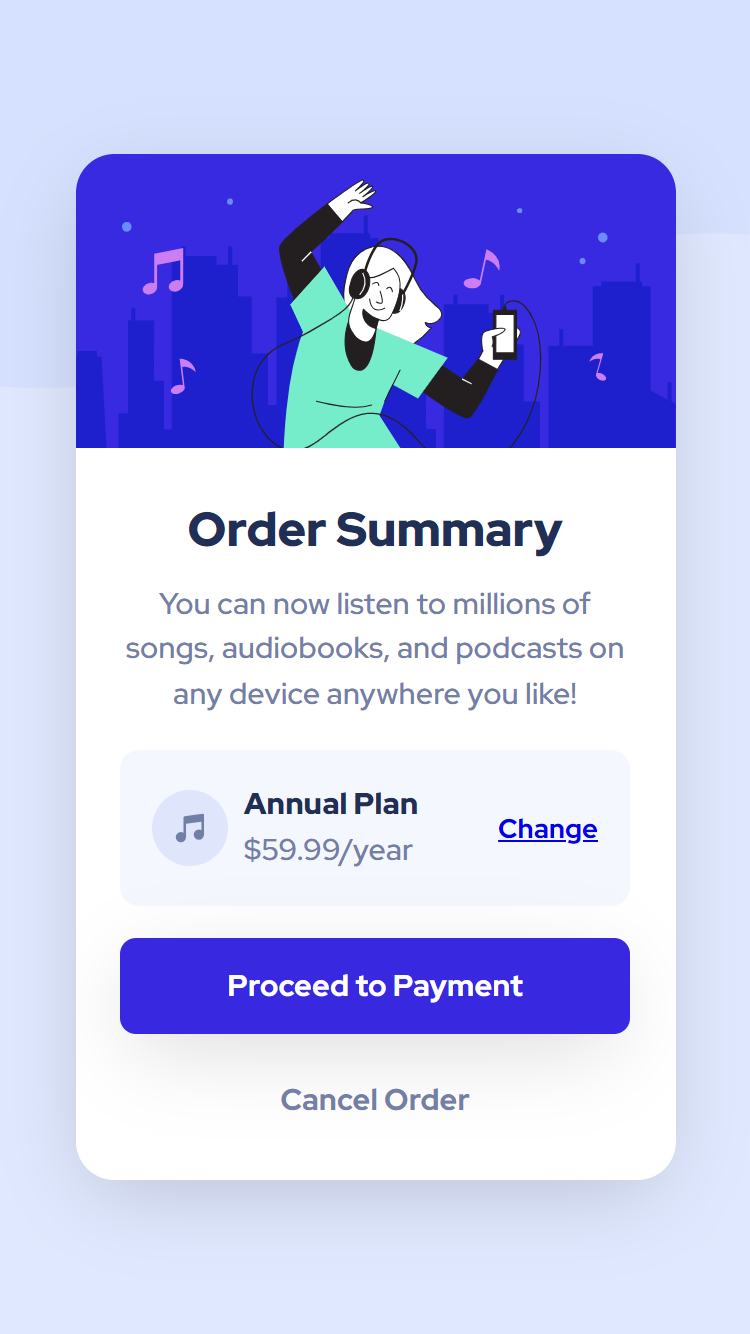 Order Summary
You can now listen to millions of
songs, audiobooks, and podcasts on
any device anywhere you like!
Annual Plan
$59.99/year
Change
Proceed to Payment
Cancel Order